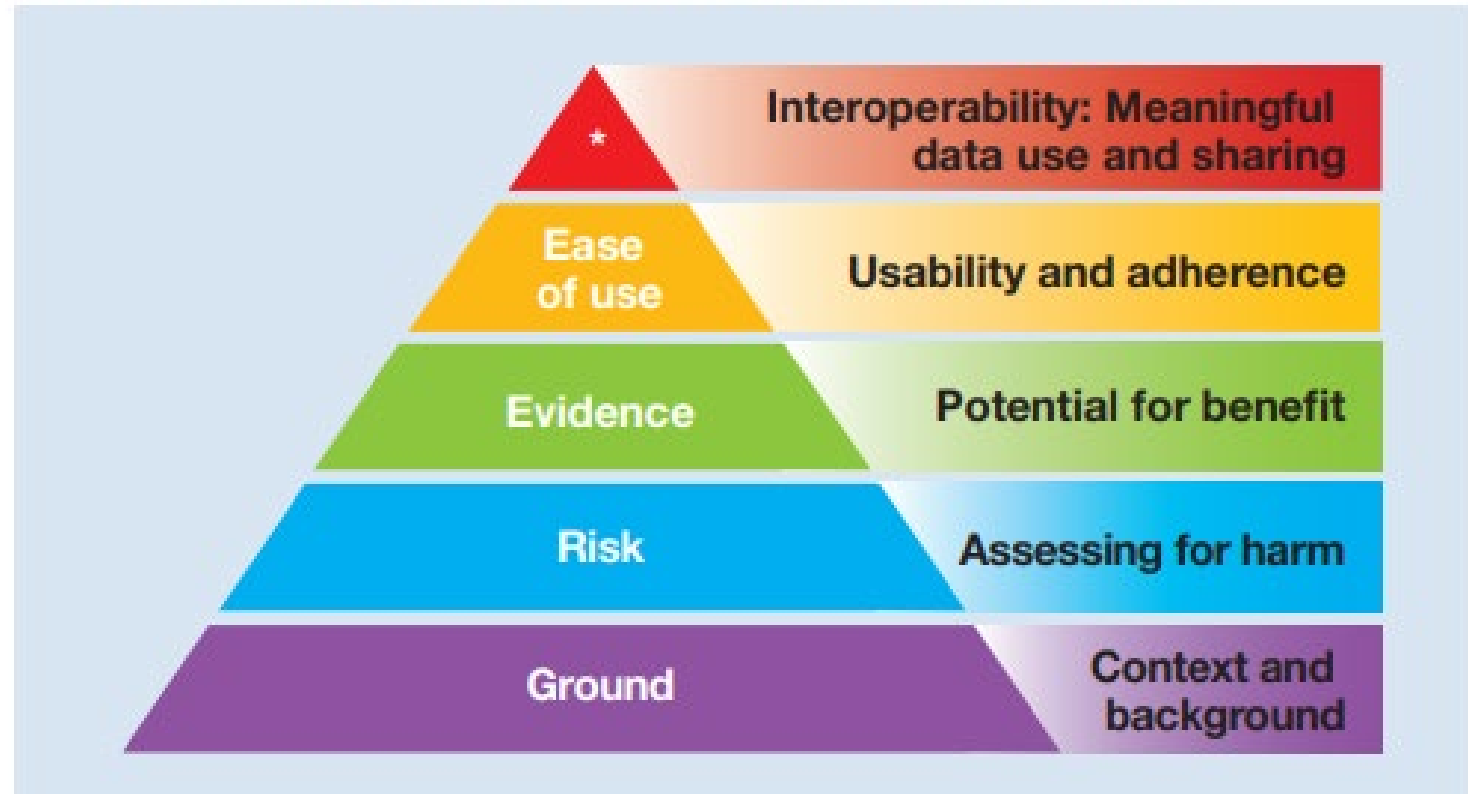 *
Interoperability: Meaningful
data use and sharing
Ease
of use
Usability and adherence
Evidence
Potential for benefit
Risk
Assessing for harm
Ground
Context and
background